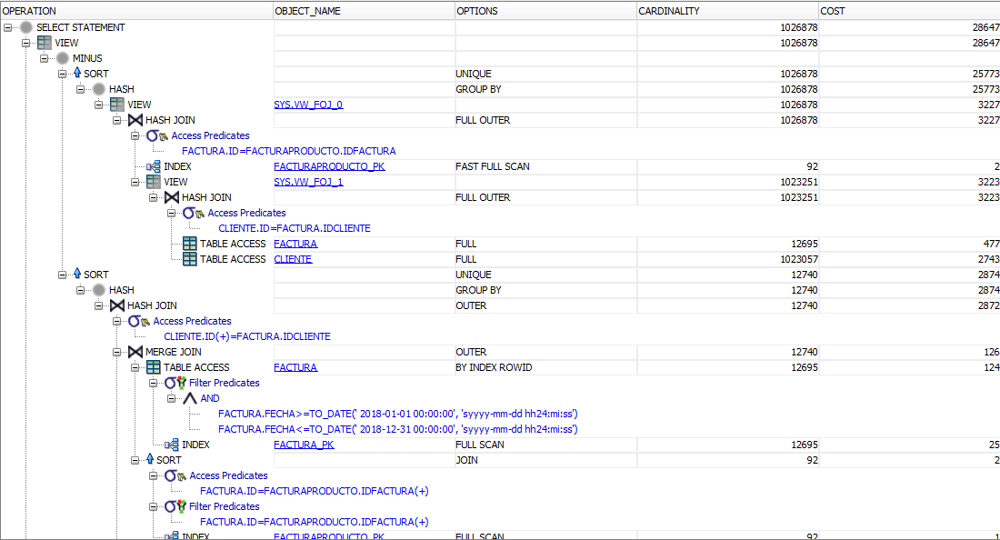 OPERATION OBJECT_NAME OPTIONS CARDINALITY COST
SELECT STATEMENT 1026878 28647
VIEW 1026878 28647
MINUS
SORT UNIQUE 1026878 25773
HASH GROUP BY 1026878 25773
VIEW SYS.VW_FOJ_0 1026878 3227
HASH JOIN FULL OUTER 1026878 3227
Access Predicates
FACTURA.ID=FACTURAPRODUCTO.IDFACTURA
INDEX FACTURAPRODUCTO_PK FAST FULL SCAN 92 2
VIEW SYS.VW_FOJ_1 1023251 3223
HASH JOIN FULL OUTER 1023251 3223
Access Predicates
CLIENTE.ID=FACTURA.IDCLIENTE
TABLE ACCESS FACTURA FULL 12695 477
TABLE ACCESS CLIENTE FULL 1023057 2743
SORT UNIQUE 12740 2874
HASH GROUP BY 12740 2874
HASH JOIN OUTER 12740 2872
Access Predicates
CLIENTE.ID(+)=FACTURA.IDCLIENTE
MERGE JOIN OUTER 12740 126
TABLE ACCESS FACTURA BY INDEX ROWID 12695 124
Filter Predicates
AND
FACTURA.FECHA>=TO_DATE(' 2018-01-01 00:00:00', 'syyyy-mm-dd hh24:mi:ss')
FACTURA.FECHA<=TO_DATE(' 2018-12-31 00:00:00', 'syyyy-mm-dd hh24:mi:ss')
INDEX FACTURA_PK FULL SCAN 12695 25
SORT JOIN 92 2
Access Predicates
FACTURA.ID=FACTURAPRODUCTO.IDFACTURA(+)
Filter Predicates
FACTURA.ID=FACTURAPRODUCTO.IDFACTURA(+)
INDEX FACTURAPRODUCTO_PK FULL SCAN 92 1